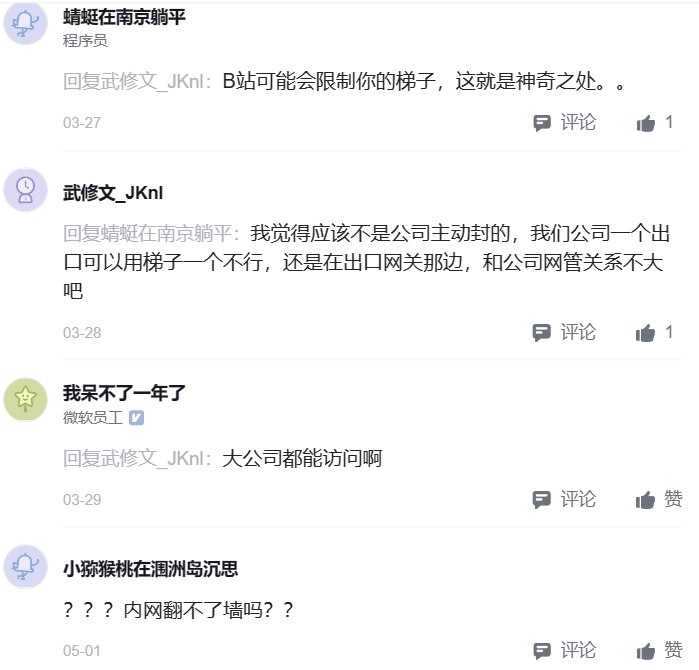 蜻蜓在南京躺平
程序员
回复武修文_JKnl：B站可能会限制你的梯子，这就是神奇之处。。
03-27 评论 1
武修文_JKnl
回复蜻蜓在南京躺平：我觉得应该不是公司主动封的，我们公司一个出
口可以用梯子一个不行，还是在出口网关那边，和公司网管关系不大
吧
03-28 评论 1
我呆不了一年了
微软员工
回复武修文_JKnl：大公司都能访问啊
03-29 评论 赞
小猕猴桃在涠洲岛沉思
？？？内网翻不了墙吗？？
05-01 评论 赞